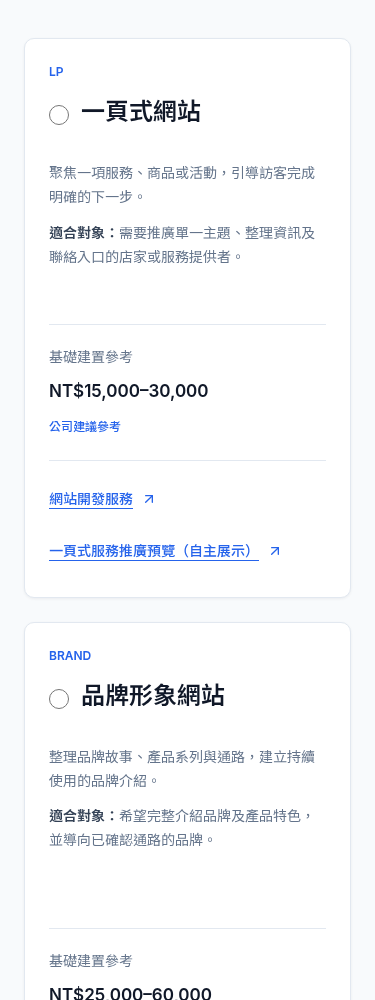 LP
一頁式網站
聚焦一項服務、商品或活動，引導訪客完成
明確的下一步。
適合對象：需要推廣單一主題、整理資訊及
聯絡入口的店家或服務提供者。
基礎建置參考
NT$15,000–30,000
公司建議參考
網站開發服務
一頁式服務推廣預覽（自主展示）
BRAND
品牌形象網站
整理品牌故事、產品系列與通路，建立持續
使用的品牌介紹。
適合對象：希望完整介紹品牌及產品特色，
並導向已確認通路的品牌。
基礎建置參考
NT$25,000–60,000